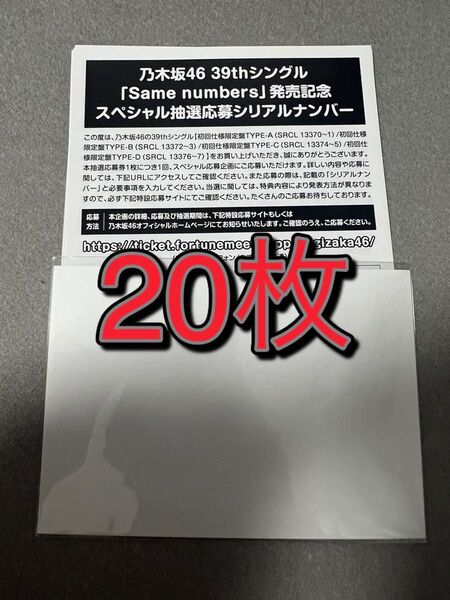 乃木坂46 39thシングル
「Same numbers」発売記念
スペシャル抽選応募シリアルナンバー
この度は、乃木坂46の39thシングル【初回仕様限定盤TYPE-A (SRCL 13370~1) /初回仕様
限定盤TYPE-B (SRCL 13372~3) /初回仕様限定盤TYPE-C (SRCL 13374~5) /初回仕様
限定盤TYPE-D (SRCL 13376~7)】をお買い上げいただき、誠にありがとうございます。
本抽選応募券1枚につき1回、スペシャル応募企画にご応募いただけます。詳しい内容や応募に
関しては、下記URLにアクセスしてご確認ください。また応募の際は、記載の「シリアルナン
バー」と必要事項を入力してください。当選に関しては、特典内容により発表方法が異なりま
すので、必ず下記特設応募サイトにてご確認ください。たくさんのご応募お待ちしております。
応募 本企画の詳細、応募及び抽選期間は、下記特設応募サイトもしくは
方法 乃木坂46オフィシャルホームページにてお知らせいたします。ご確認のうえ、ご応募ください。
https://ticket.fortunemee
zizaka46/
20枚